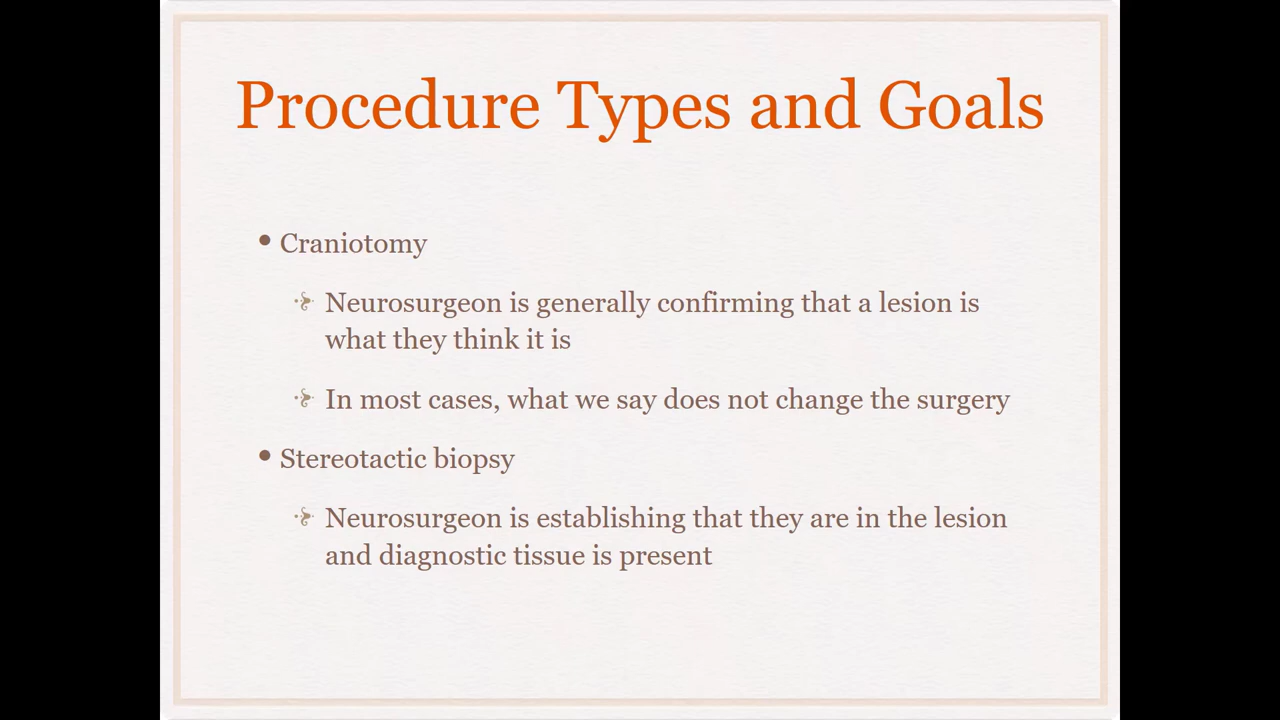 Procedure Types and Goals
• Craniotomy
Neurosurgeon is generally confirming that a lesion is
what they think it is
In most cases, what we say does not change the surgery
• Stereotactic biopsy
Neurosurgeon is establishing that they are in the lesion
and diagnostic tissue is present